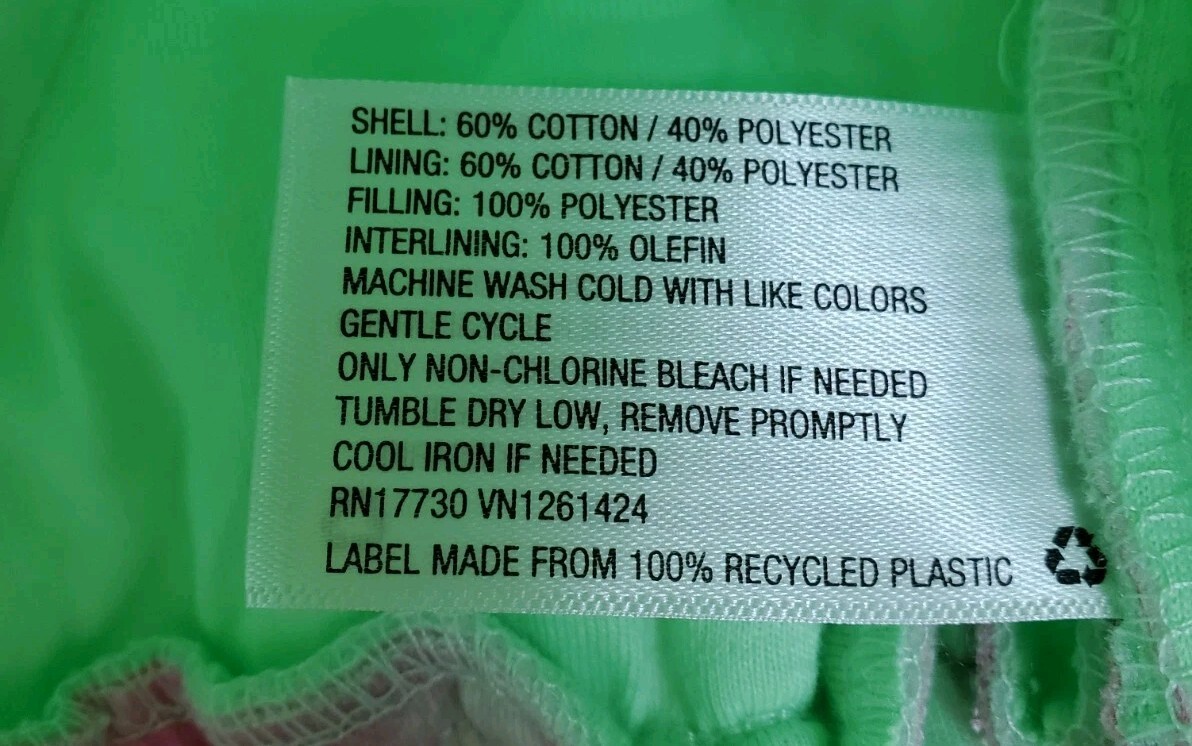 SHELL: 60% COTTON / 40% POLYESTER
LINING: 60% COTTON / 40% POLYESTER
FILLING: 100% POLYESTER
INTERLINING: 100% OLEFIN
MACHINE WASH COLD WITH LIKE COLORS
GENTLE CYCLE
ONLY NON-CHLORINE BLEACH IF NEEDED
TUMBLE DRY LOW, REMOVE PROMPTLY
COOL IRON IF NEEDED
RN17730 VN1261424
LABEL MADE FROM 100% RECYCLED PLASTIC